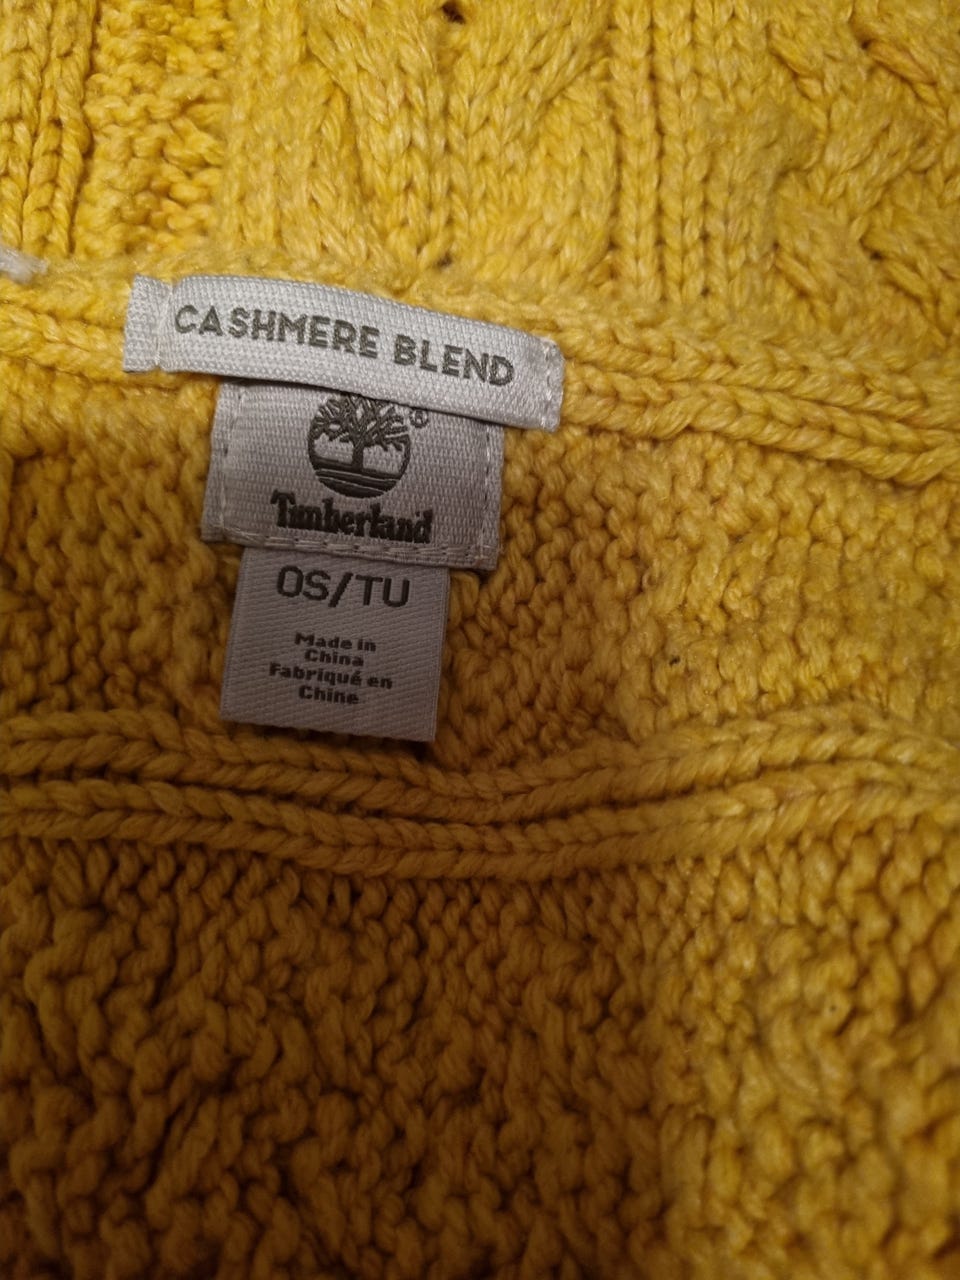 CASHMERE BLEND
®
Timberland
OS/TU
Made in
China
Fabriqué en
Chine